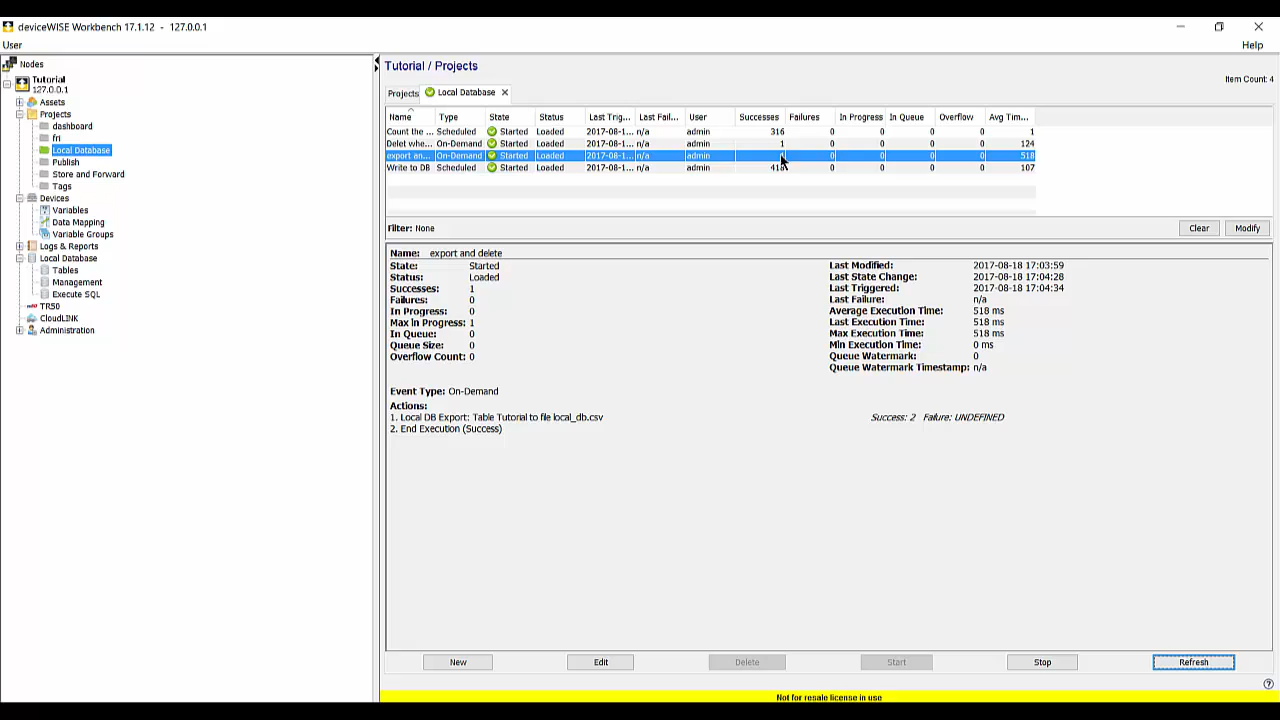 deviceWISE Workbench 17.1.12 - 127.0.0.1
User Help
Nodes
Tutorial
127.0.0.1
Assets
Projects
dashboard
fri
Local Database
Publish
Store and Forward
Tags
Devices
Variables
Data Mapping
Variable Groups
Logs & Reports
Local Database
Tables
Management
Execute SQL
TR50
CloudLINK
Administration
Tutorial / Projects
Item Count: 4
Projects Local Database
Name Type State Status Last Trig... Last Fail... User Successes Failures In Progress In Queue Overflow Avg Tim...
Count the ... Scheduled Started Loaded 2017-08-1... n/a admin 316 0 0 0 0 1
Delet whe... On-Demand Started Loaded 2017-08-1... n/a admin 1 0 0 0 0 124
export an... On-Demand Started Loaded 2017-08-1... n/a admin 0 0 0 0 518
Write to DB Scheduled Started Loaded 2017-08-1... n/a admin 0 0 0 0 107
Filter: None Clear Modify
Name: export and delete
State: Started
Status: Loaded
Successes: 1
Failures: 0
In Progress: 0
Max in Progress: 1
In Queue: 0
Queue Size: 0
Overflow Count: 0
Last Modified: 2017-08-18 17:03:59
Last State Change: 2017-08-18 17:04:28
Last Triggered: 2017-08-18 17:04:34
Last Failure: n/a
Average Execution Time: 518 ms
Last Execution Time: 518 ms
Max Execution Time: 518 ms
Min Execution Time: 0 ms
Queue Watermark: 0
Queue Watermark Timestamp: n/a
Event Type: On-Demand
Actions:
1. Local DB Export: Table Tutorial to file local_db.csv Success: 2 Failure: UNDEFINED
2. End Execution (Success)
New Edit Delete Start Stop Refresh
Not for resale license in use